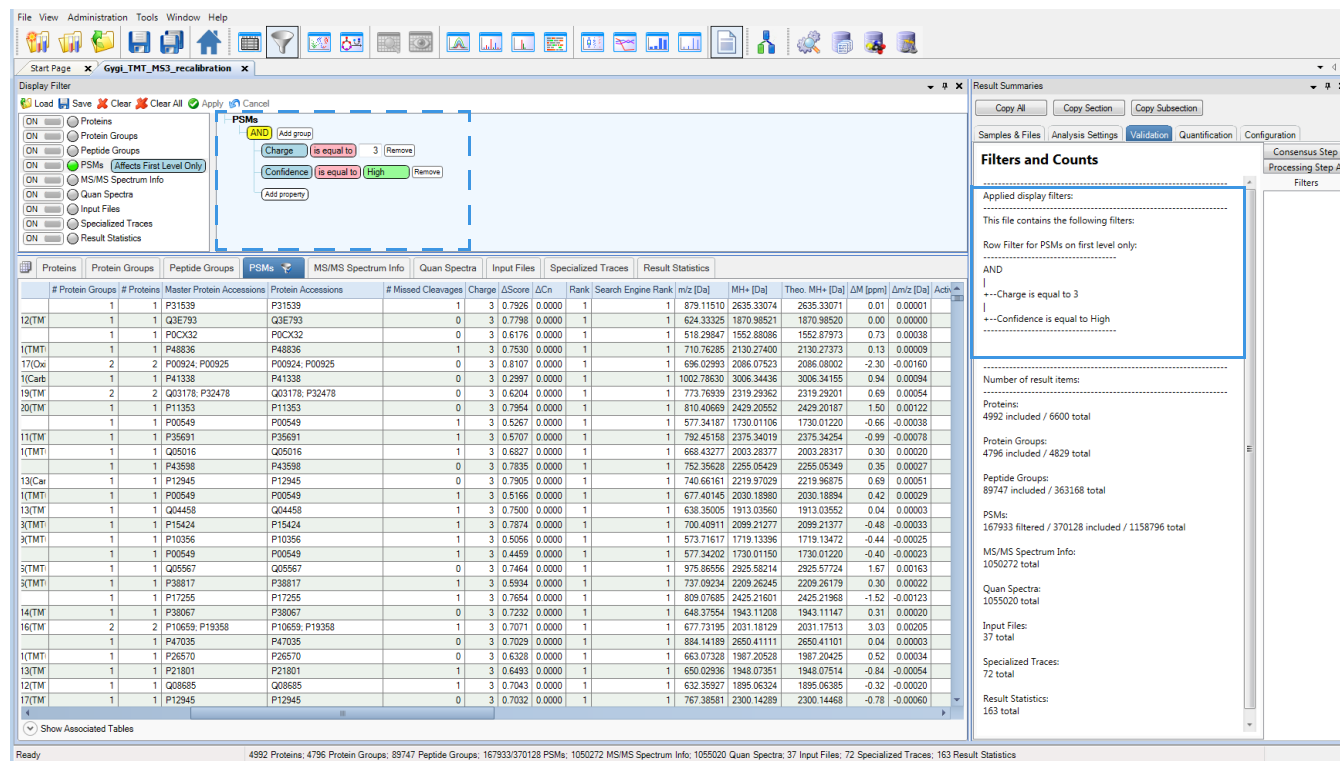 File View Administration Tools Window Help
Start Page x Gygi_TMT_MS3_recalibration x
Display Filter
Load Save Clear Clear All Apply Cancel
ON Proteins
ON Protein Groups
ON Peptide Groups
ON PSMs Affects First Level Only
ON MS/MS Spectrum Info
ON Quan Spectra
ON Input Files
ON Specialized Traces
ON Result Statistics
PSMs
AND Add group
Charge is equal to 3 Remove
Confidence is equal to High Remove
Add property
Proteins Protein Groups Peptide Groups PSMs MS/MS Spectrum Info Quan Spectra Input Files Specialized Traces Result Statistics
# Protein Groups # Proteins Master Protein Accessions Protein Accessions # Missed Cleavages Charge ΔScore ΔCn Rank Search Engine Rank m/z [Da] MH+ [Da] Theo. MH+ [Da] ΔM [ppm] Δm/z [Da] Activ
1 1 P31539 P31539 1 3 0.7926 0.0000 1 1 879.11510 2635.33074 2635.33071 0.01 0.00001
12(TM 1 1 Q3E793 Q3E793 0 3 0.7798 0.0000 1 1 624.33325 1870.98521 1870.98520 0.00 0.00000
1 1 P0CX32 P0CX32 0 3 0.6176 0.0000 1 1 518.29847 1552.88086 1552.87973 0.73 0.00038
1(TMT 1 1 P48836 P48836 1 3 0.7530 0.0000 1 1 710.76285 2130.27400 2130.27373 0.13 0.00009
17(Oxi 2 2 P00924; P00925 P00924; P00925 1 3 0.8107 0.0000 1 1 696.02993 2086.07523 2086.08002 -2.30 -0.00160
1(Carb 1 1 P41338 P41338 0 3 0.2997 0.0000 1 1 1002.78630 3006.34436 3006.34155 0.94 0.00094
19(TM 2 2 Q03178; P32478 Q03178; P32478 0 3 0.6204 0.0000 1 1 773.76939 2319.29362 2319.29201 0.69 0.00054
20(TM 1 1 P11353 P11353 0 3 0.7954 0.0000 1 1 810.40669 2429.20552 2429.20187 1.50 0.00122
1 1 P00549 P00549 1 3 0.5267 0.0000 1 1 577.34187 1730.01106 1730.01220 -0.66 -0.00038
11(TM 1 1 P35691 P35691 1 3 0.5707 0.0000 1 1 792.45158 2375.34019 2375.34254 -0.99 -0.00078
1(TMT 1 1 Q05016 Q05016 1 3 0.6827 0.0000 1 1 668.43277 2003.28377 2003.28317 0.30 0.00020
1 1 P43598 P43598 0 3 0.7835 0.0000 1 1 752.35628 2255.05429 2255.05349 0.35 0.00027
13(Car 1 1 P12945 P12945 0 3 0.7905 0.0000 1 1 740.66161 2219.97029 2219.96875 0.69 0.00051
1(TMT 1 1 P00549 P00549 0 3 0.5166 0.0000 1 1 677.40145 2030.18980 2030.18894 0.42 0.00029
13(TM 1 1 Q04458 Q04458 1 3 0.7500 0.0000 1 1 638.35005 1913.03560 1913.03552 0.04 0.00003
3(TMT 1 1 P15424 P15424 1 3 0.7874 0.0000 1 1 700.40911 2099.21277 2099.21377 -0.48 -0.00033
9(TMT 1 1 P10356 P10356 1 3 0.5056 0.0000 1 1 573.71617 1719.13396 1719.13472 -0.44 -0.00025
1 1 P00549 P00549 1 3 0.4459 0.0000 1 1 577.34202 1730.01150 1730.01220 -0.40 -0.00023
5(TMT 1 1 Q05567 Q05567 0 3 0.7464 0.0000 1 1 975.86556 2925.58214 2925.57724 1.67 0.00163
5(TMT 1 1 P38817 P38817 1 3 0.5934 0.0000 1 1 737.09234 2209.26245 2209.26179 0.30 0.00022
1 1 P17255 P17255 1 3 0.7654 0.0000 1 1 809.07685 2425.21601 2425.21968 -1.52 -0.00123
14(TM 1 1 P38067 P38067 0 3 0.7232 0.0000 1 1 648.37554 1943.11208 1943.11147 0.31 0.00020
16(TM 2 2 P10659; P19358 P10659; P19358 1 3 0.7071 0.0000 1 1 677.73195 2031.18129 2031.17513 3.03 0.00205
1 1 P47035 P47035 0 3 0.7029 0.0000 1 1 884.14189 2650.41111 2650.41101 0.04 0.00003
1(TMT 1 1 P26570 P26570 0 3 0.6328 0.0000 1 1 663.07328 1987.20528 1987.20425 0.52 0.00034
13(TM 1 1 P21801 P21801 1 3 0.6493 0.0000 1 1 650.02936 1948.07351 1948.07514 -0.84 -0.00054
12(TM 1 1 Q08685 Q08685 1 3 0.7043 0.0000 1 1 632.35927 1895.06324 1895.06385 -0.32 -0.00020
17(TM 1 1 P12945 P12945 0 3 0.7032 0.0000 1 1 767.38581 2300.14289 2300.14468 -0.78 -0.00060
Show Associated Tables
Result Summaries
Copy All Copy Section Copy Subsection
Samples & Files Analysis Settings Validation Quantification Configuration
Filters and Counts
Applied display filters:
This file contains the following filters:
Row Filter for PSMs on first level only:
AND
|
+--Charge is equal to 3
|
+--Confidence is equal to High
Number of result items:
Proteins:
4992 included / 6600 total
Protein Groups:
4796 included / 4829 total
Peptide Groups:
89747 included / 363168 total
PSMs:
167933 filtered / 370128 included / 1158796 total
MS/MS Spectrum Info:
1050272 total
Quan Spectra:
1055020 total
Input Files:
37 total
Specialized Traces:
72 total
Result Statistics:
163 total
Consensus Step
Processing Step A
Filters
Ready 4992 Proteins; 4796 Protein Groups; 89747 Peptide Groups; 167933/370128 PSMs; 1050272 MS/MS Spectrum Info; 1055020 Quan Spectra; 37 Input Files; 72 Specialized Traces; 163 Result Statistics